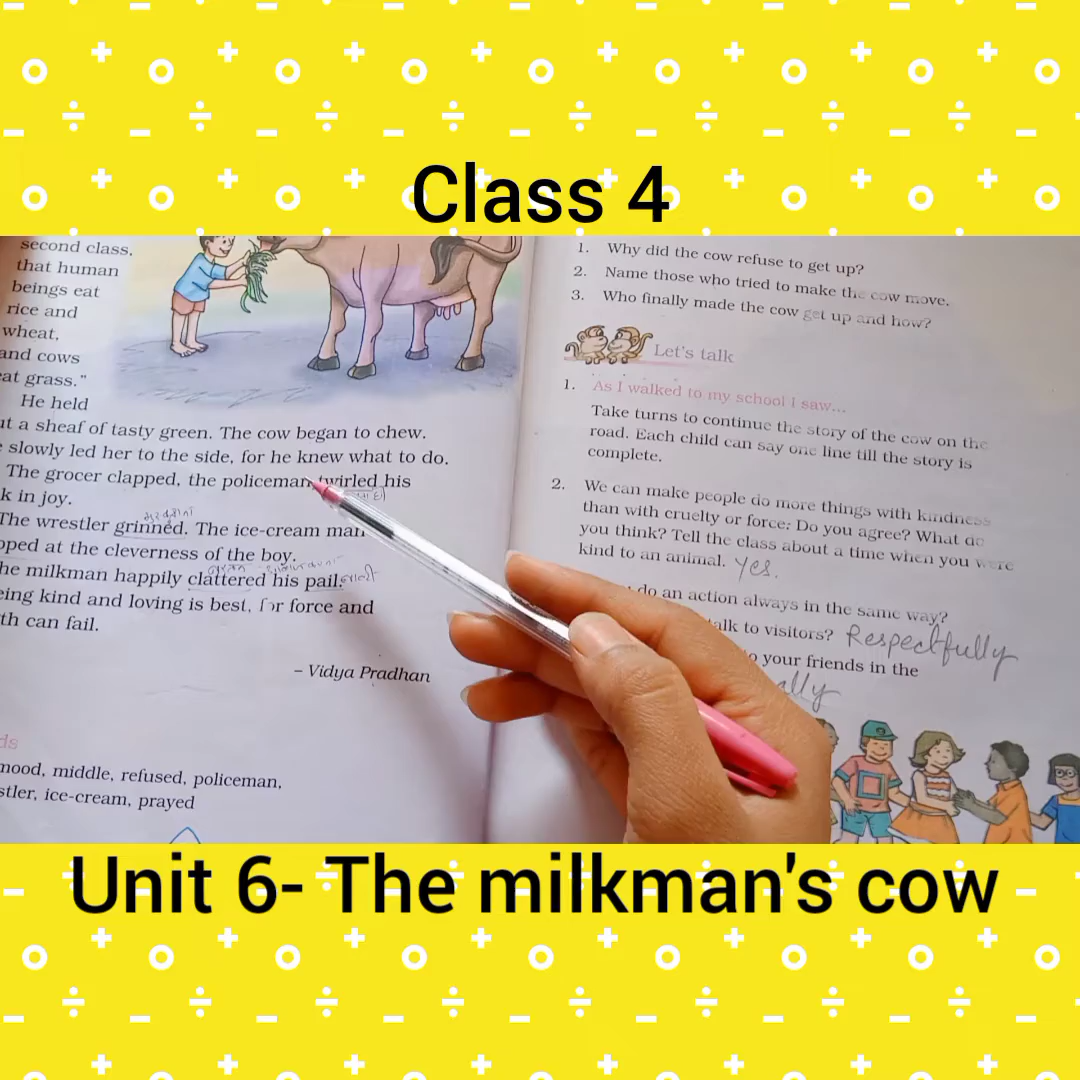 Class 4
second class.
that human
beings eat
rice and
wheat,
and cows
eat grass."
He held
ut a sheaf of tasty green. The cow began to chew.
slowly led her to the side, for he knew what to do.
The grocer clapped, the policeman twirled his
k in joy.
The wrestler grinned. The ice-cream man
pped at the cleverness of the boy.
he milkman happily clattered his pail.
eing kind and loving is best, for force and
th can fail.
– Vidya Pradhan
ds
mood, middle, refused, policeman,
stler, ice-cream, prayed
1. Why did the cow refuse to get up?
2. Name those who tried to make the cow move.
3. Who finally made the cow get up and how?
Let's talk
1. As I walked to my school I saw...
Take turns to continue the story of the cow on the
road. Each child can say one line till the story is
complete.
2. We can make people do more things with kindness
than with cruelty or force: Do you agree? What do
you think? Tell the class about a time when you were
kind to an animal. Yes.
do an action always in the same way?
alk to visitors? Respectfully
o your friends in the
ally
Unit 6- The milkman's cow